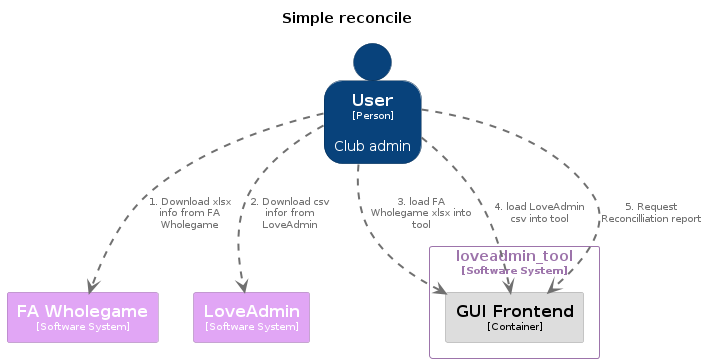 Simple reconcile
User
[Person]
Club admin
1. Download xlsx
info from FA
Wholegame
2. Download csv
infor from
LoveAdmin
3. load FA
Wholegame xlsx into
tool
4. load LoveAdmin
csv into tool
5. Request
Reconcilliation report
loveadmin_tool
[Software System]
FA Wholegame
[Software System]
LoveAdmin
[Software System]
GUI Frontend
[Container]